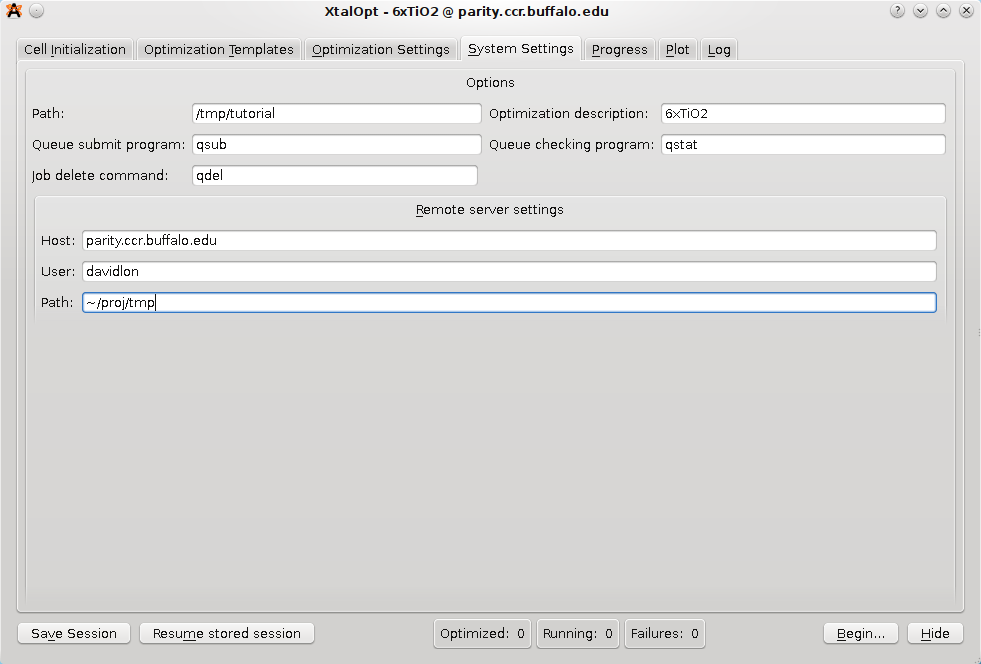 XtalOpt - 6xTiO2 @ parity.ccr.buffalo.edu
Cell Initialization Optimization Templates Optimization Settings System Settings Progress Plot Log
Options
Path: /tmp/tutorial Optimization description: 6xTiO2
Queue submit program: qsub Queue checking program: qstat
Job delete command: qdel
Remote server settings
Host: parity.ccr.buffalo.edu
User: davidlon
Path: ~/proj/tmp
Save Session Resume stored session Optimized: 0 Running: 0 Failures: 0 Begin... Hide